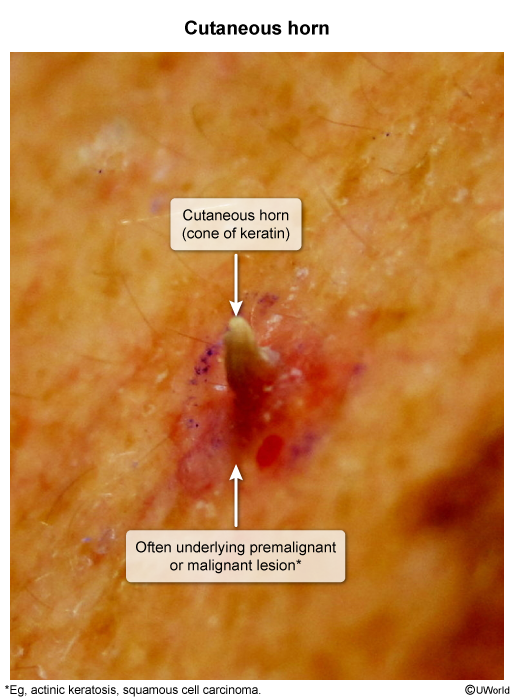 Cutaneous horn
Cutaneous horn
(cone of keratin)
Often underlying premalignant
or malignant lesion*
*Eg, actinic keratosis, squamous cell carcinoma.
©UWorld